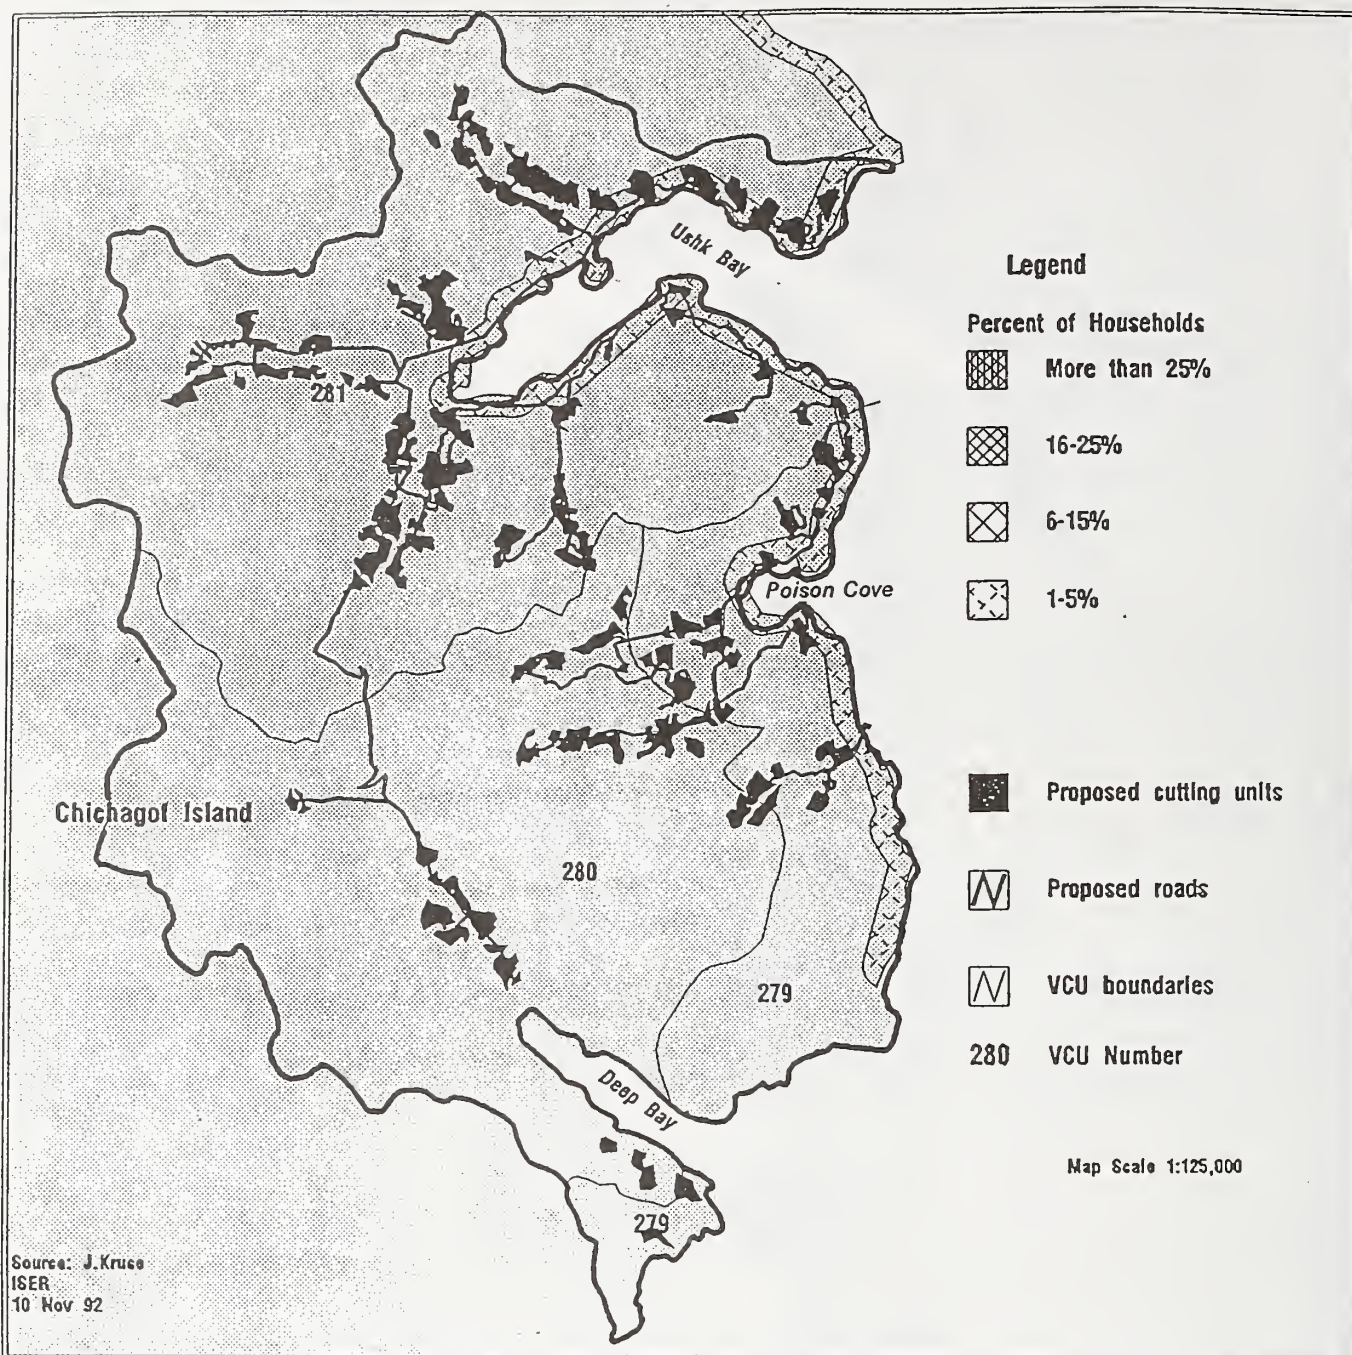 Ushk Bay
Legend
Percent of Households
More than 25%
16-25%
281
6-15%
1-5%
Poison Cove
Proposed cutting units
Chichagof Island
280
Proposed roads
279
VCU boundaries
280 VCU Number
Deep Bay
Map Scale 1:125,000
279
Source: J.Kruse
ISER
10 Nov 92